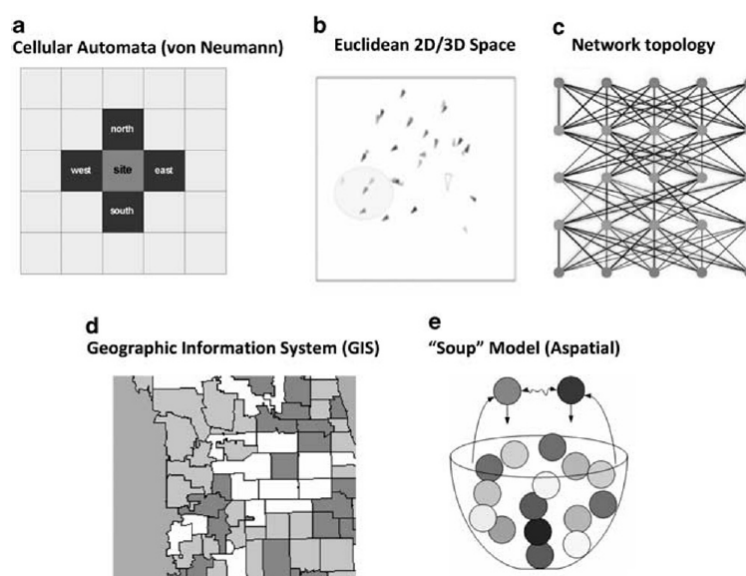 a
Cellular Automata (von Neumann)
north
west site east
south
b
Euclidean 2D/3D Space
c
Network topology
d
Geographic Information System (GIS)
e
“Soup” Model (Aspatial)